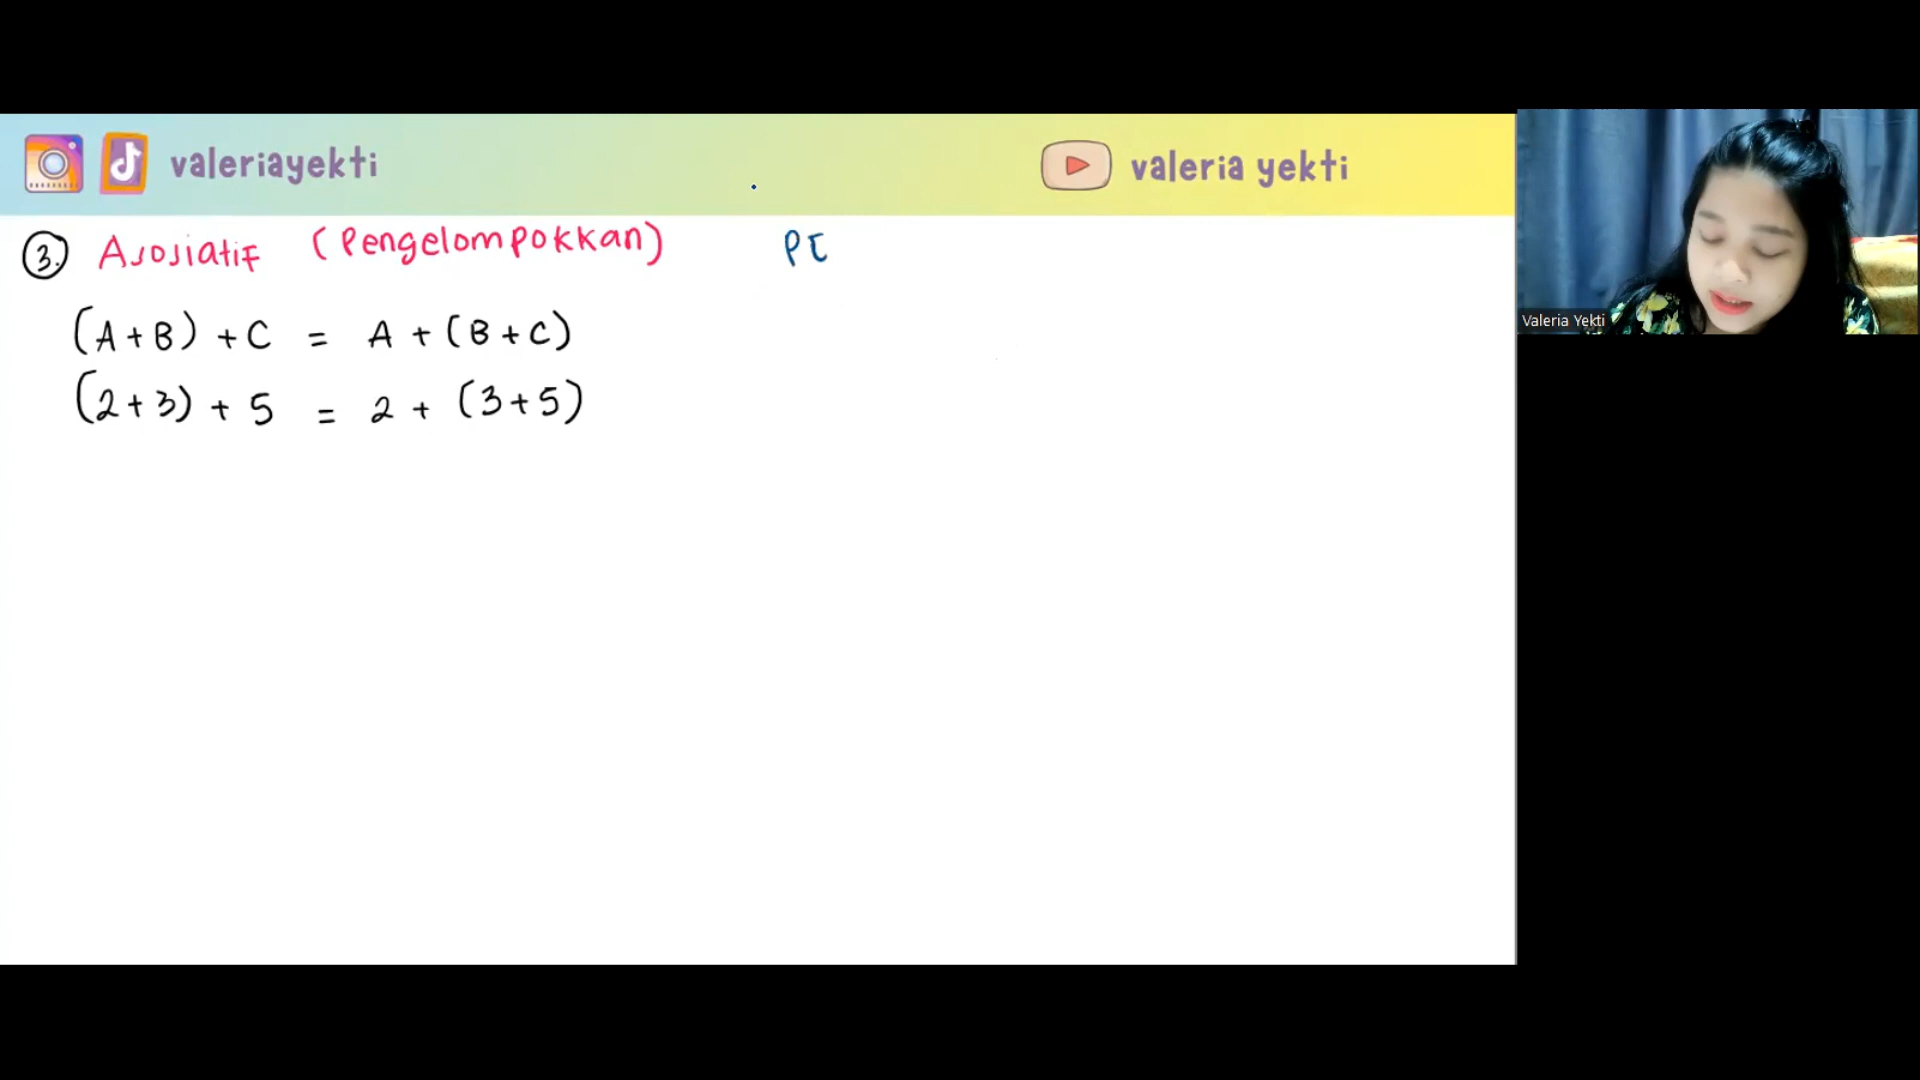 valeriayekti
valeria yekti
Valeria Yekti
3. Asosiatif (Pengelompokkan)
(A+B) + C = A + (B+C)
(2+3) + 5 = 2 + (3+5)